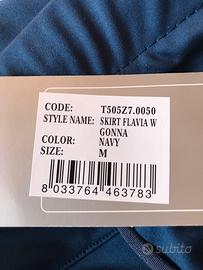 CODE: T505Z7.0050
STYLE NAME: SKIRT FLAVIA W
GONNA
COLOR: NAVY
SIZE: M
8 033764 463783
subito